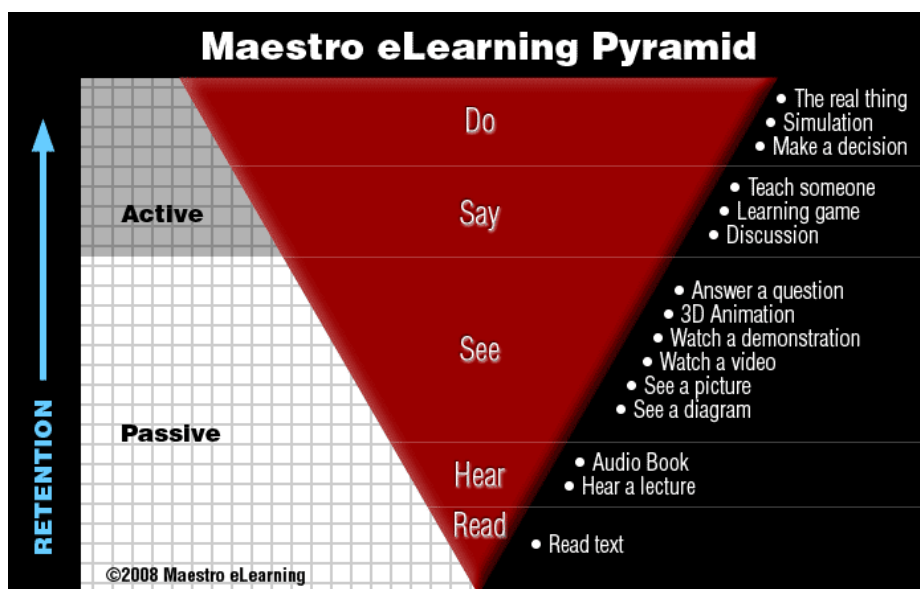 Maestro eLearning Pyramid
Do
• The real thing
• Simulation
• Make a decision
Active
Say
• Teach someone
• Learning game
• Discussion
See
• Answer a question
• 3D Animation
• Watch a demonstration
• Watch a video
• See a picture
• See a diagram
Passive
Hear
• Audio Book
• Hear a lecture
Read
• Read text
RETENTION
©2008 Maestro eLearning